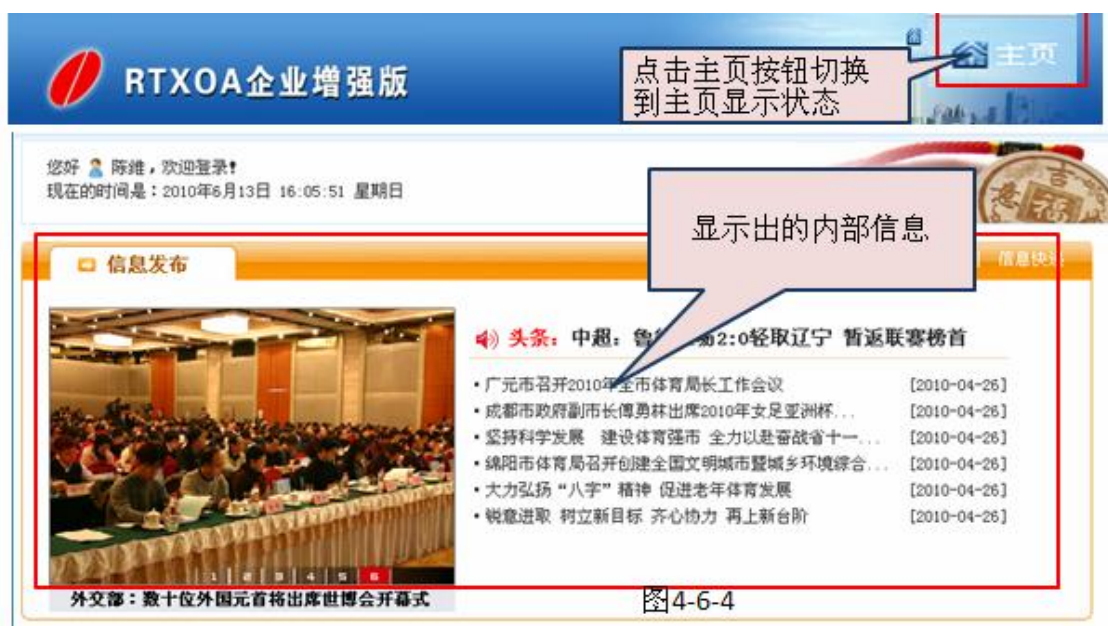 RTXOA企业增强版
点击主页按钮切换
到主页显示状态
主页
您好 陈维，欢迎登录!
现在的时间是：2010年6月13日 16:05:51 星期日
显示出的内部信息
信息发布
信息快递
头条：中超：鲁 2:0轻取辽宁 暂返联赛榜首
·广元市召开2010年全市体育局长工作会议 [2010-04-26]
·成都市政府副市长傅勇林出席2010年女足亚洲杯... [2010-04-26]
·坚持科学发展 建设体育强市 全力以赴奋战省十一... [2010-04-26]
·绵阳市体育局召开创建全国文明城市暨城乡环境综合... [2010-04-26]
·大力弘扬“八字”精神 促进老年体育发展 [2010-04-26]
·锐意进取 树立新目标 齐心协力 再上新台阶 [2010-04-26]
1 2 3 4 5 6
外交部：数十位外国元首将出席世博会开幕式
图4-6-4